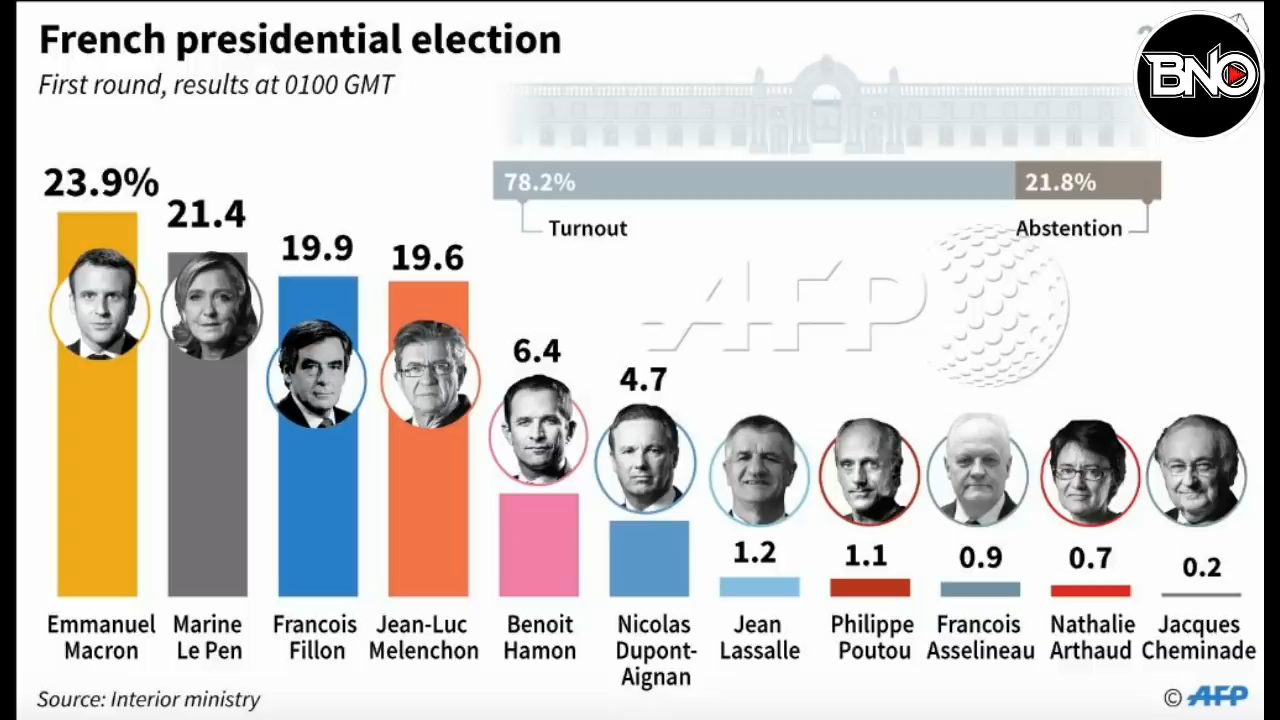 French presidential election
First round, results at 0100 GMT
BNO
78.2%
21.8%
Turnout
Abstention
AFP
23.9%
21.4
19.9
19.6
6.4
4.7
1.2
1.1
0.9
0.7
0.2
Emmanuel
Macron
Marine
Le Pen
Francois
Fillon
Jean-Luc
Melenchon
Benoit
Hamon
Nicolas
Dupont-
Aignan
Jean
Lassalle
Philippe
Poutou
Francois
Asselineau
Nathalie
Arthaud
Jacques
Cheminade
Source: Interior ministry
© AFP